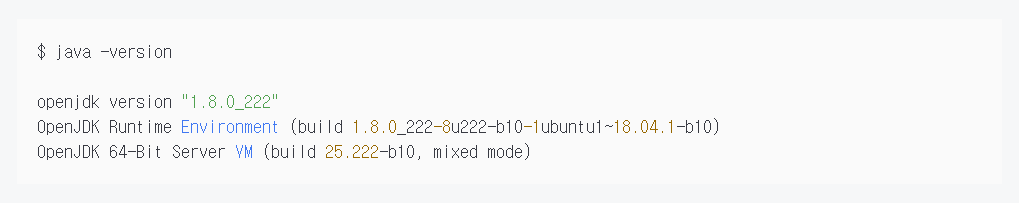 $ java -version
openjdk version "1.8.0_222"
OpenJDK Runtime Environment (build 1.8.0_222-8u222-b10-1ubuntu1~18.04.1-b10)
OpenJDK 64-Bit Server VM (build 25.222-b10, mixed mode)